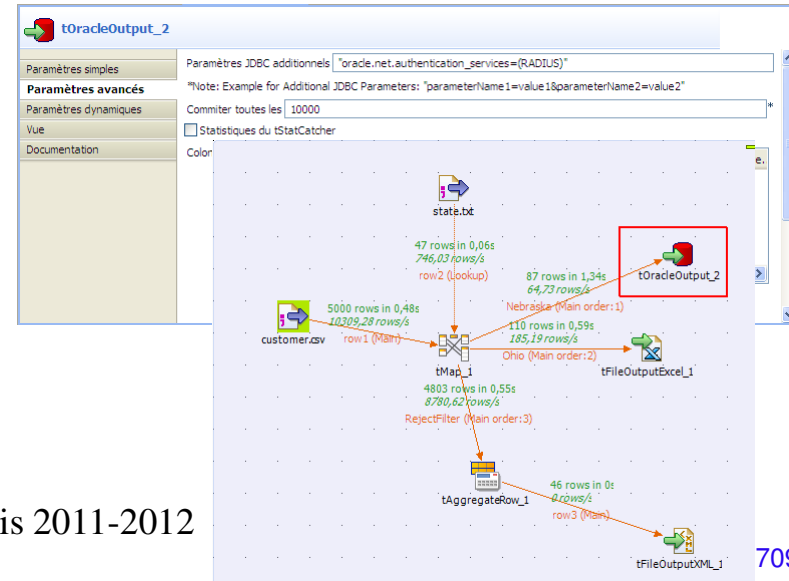 tOracleOutput_2
Paramètres simples
Paramètres avancés
Paramètres dynamiques
Vue
Documentation
Paramètres JDBC additionnels "oracle.net.authentication_services=(RADIUS)"
*Note: Example for Additional JDBC Parameters: "parameterName1=value1&parameterName2=value2"
Commiter toutes les 10000 *
Statistiques du tStatCatcher
Color
e.
state.txt
47 rows in 0,06s
746,03 rows/s
row2 (Lookup)
87 rows in 1,34s
64,73 rows/s
Nebraska (Main order:1)
tOracleOutput_2
5000 rows in 0,48s
10309,28 rows/s
row1 (Main)
customer.csv
110 rows in 0,59s
185,19 rows/s
Ohio (Main order:2)
tMap_1
tFileOutputExcel_1
4803 rows in 0,55s
8780,62 rows/s
RejectFilter (Main order:3)
tAggregateRow_1
46 rows in 0s
0 rows/s
row3 (Main)
tFileOutputXML_1
is 2011-2012
709